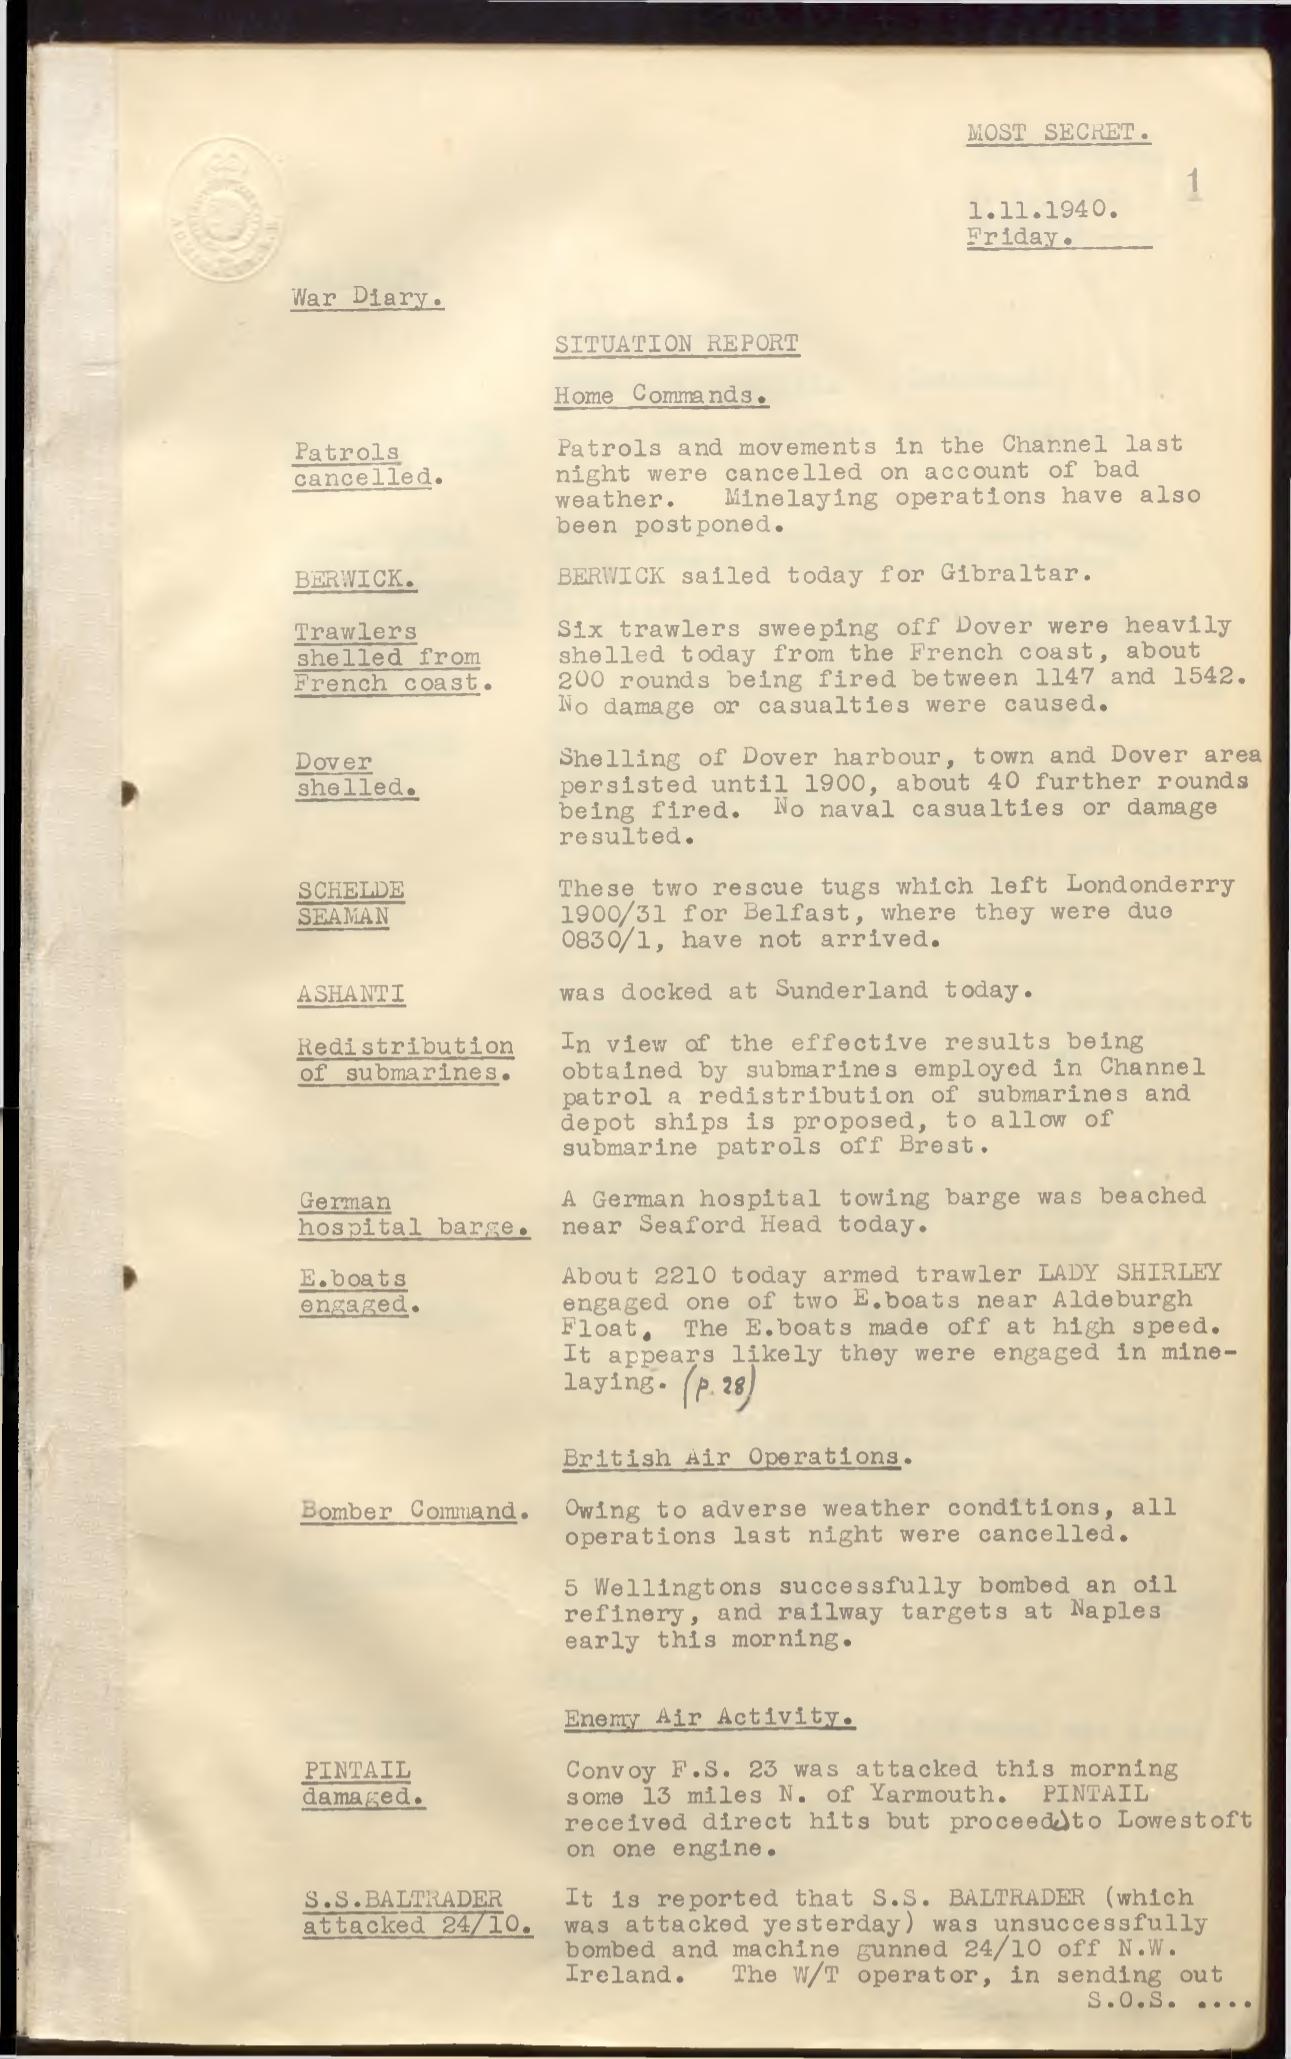 MOST SECRET.
1
1.11.1940.
Friday.
War Diary.
SITUATION REPORT
Home Commands.
Patrols
cancelled.
Patrols and movements in the Channel last
night were cancelled on account of bad
weather. Minelaying operations have also
been postponed.
BERWICK.
BERWICK sailed today for Gibraltar.
Trawlers
shelled from
French coast.
Six trawlers sweeping off Dover were heavily
shelled today from the French coast, about
200 rounds being fired between 1147 and 1542.
No damage or casualties were caused.
Dover
shelled.
Shelling of Dover harbour, town and Dover area
persisted until 1900, about 40 further rounds
being fired. No naval casualties or damage
resulted.
SCHELDE
SEAMAN
These two rescue tugs which left Londonderry
1900/31 for Belfast, where they were due
0830/1, have not arrived.
ASHANTI
was docked at Sunderland today.
Redistribution
of submarines.
In view of the effective results being
obtained by submarines employed in Channel
patrol a redistribution of submarines and
depot ships is proposed, to allow of
submarine patrols off Brest.
German
hospital barge.
A German hospital towing barge was beached
near Seaford Head today.
E.boats
engaged.
About 2210 today armed trawler LADY SHIRLEY
engaged one of two E.boats near Aldeburgh
Float. The E.boats made off at high speed.
It appears likely they were engaged in mine-
laying. (p. 28)
British Air Operations.
Bomber Command.
Owing to adverse weather conditions, all
operations last night were cancelled.
5 Wellingtons successfully bombed an oil
refinery, and railway targets at Naples
early this morning.
Enemy Air Activity.
PINTAIL
damaged.
Convoy F.S. 23 was attacked this morning
some 13 miles N. of Yarmouth. PINTAIL
received direct hits but proceeded to Lowestoft
on one engine.
S.S.BALTRADER
attacked 24/10.
It is reported that S.S. BALTRADER (which
was attacked yesterday) was unsuccessfully
bombed and machine gunned 24/10 off N.W.
Ireland. The W/T operator, in sending out
S.O.S. ....